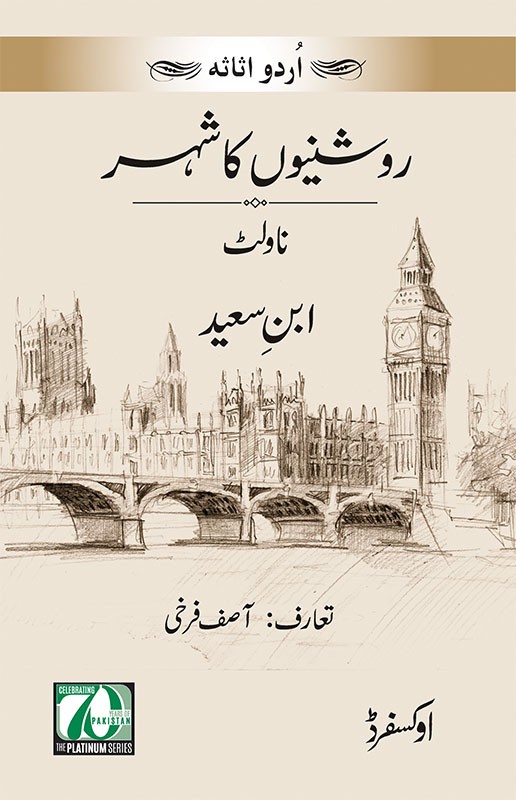 اُردو اثاثہ
روشنیوں کا شہر
ناولٹ
ابنِ سعید
تعارف: آصف فرخی
CELEBRATING
70
YEARS OF
PAKISTAN
THE PLATINUM SERIES
اوکسفرڈ